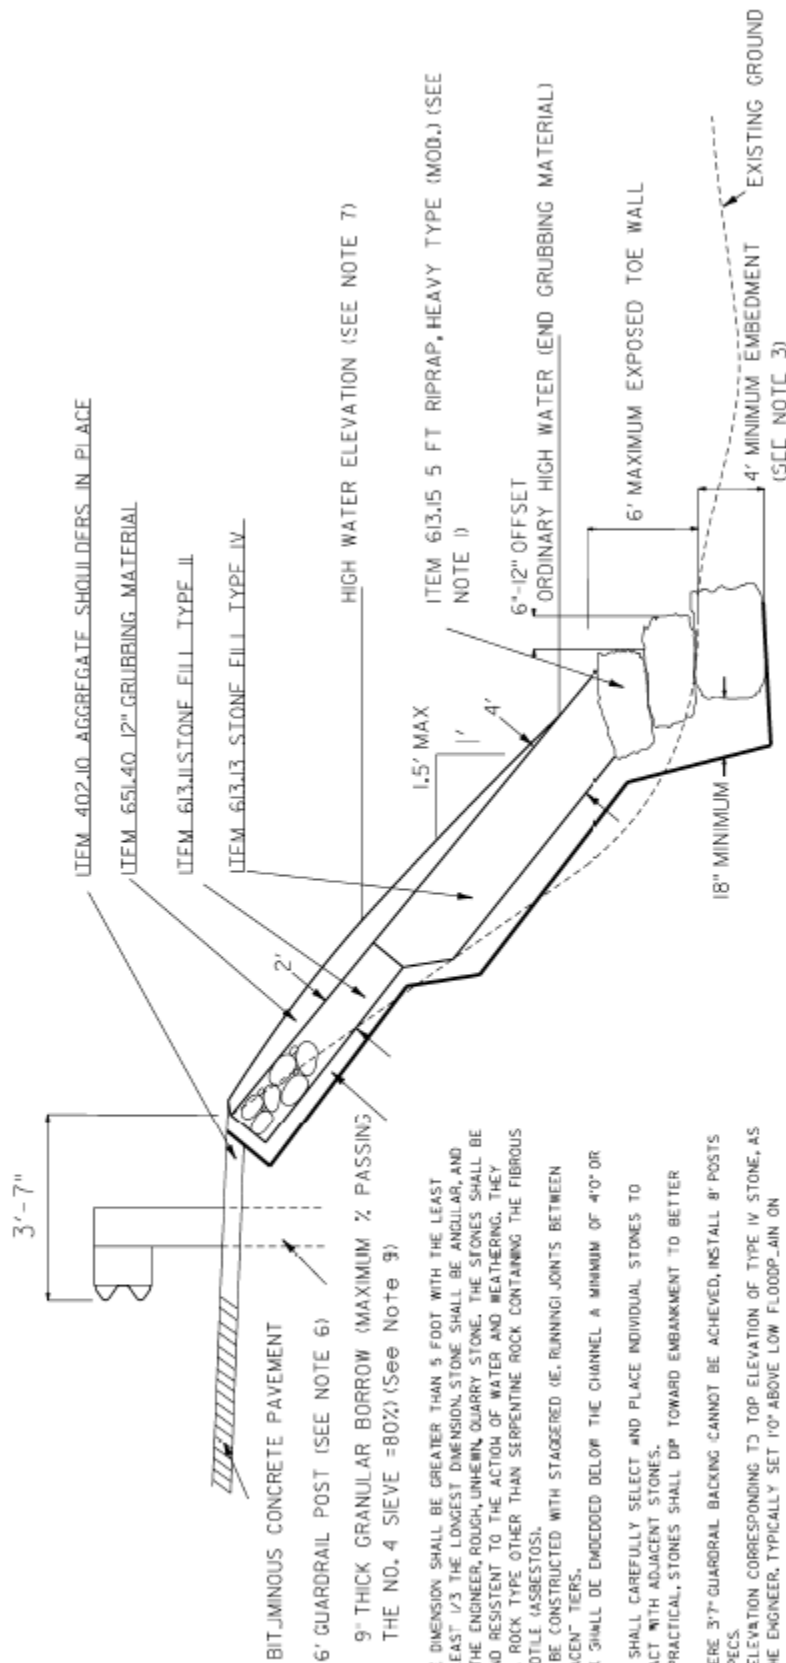 3'-7"
ITEM 402.10 AGGREGATE SHOULDERS IN PLACE
ITEM 651.40 12" GRUBBING MATERIAL
ITEM 613.11 STONE FILL TYPE II
ITEM 613.13 STONE FILL TYPE IV
HIGH WATER ELEVATION (SEE NOTE 7)
1.5' MAX
1'
4'
2'
ITEM 613.15 5 FT RIPRAP, HEAVY TYPE (MOD.) (SEE
NOTE 1)
6"-12" OFFSET
ORDINARY HIGH WATER (END GRUBBING MATERIAL)
6' MAXIMUM EXPOSED TOE WALL
EXISTING GROUND
4' MINIMUM EMBEDMENT
(SEE NOTE 3)
18" MINIMUM
BITUMINOUS CONCRETE PAVEMENT
6' GUARDRAIL POST (SEE NOTE 6)
9" THICK GRANULAR BORROW (MAXIMUM % PASSING
THE NO. 4 SIEVE =80%) (See Note 9)
DIMENSION SHALL BE GREATER THAN 5 FOOT WITH THE LEAST
EAST 1/3 THE LONGEST DIMENSION. STONE SHALL BE ANGULAR, AND
THE ENGINEER, ROUGH, UNHEWN, QUARRY STONE. THE STONES SHALL BE
ND RESISTENT TO THE ACTION OF WATER AND WEATHERING. THEY
ROCK TYPE OTHER THAN SERPENTINE ROCK CONTAINING THE FIBROUS
OTILE (ASBESTOS).
BE CONSTRUCTED WITH STAGGERED (IE. RUNNING) JOINTS BETWEEN
ACENT TIERS.
SHALL BE EMBEDDED BELOW THE CHANNEL A MINIMUM OF 4'0" OR
SHALL CAREFULLY SELECT AND PLACE INDIVIDUAL STONES TO
ACT WITH ADJACENT STONES.
PRACTICAL, STONES SHALL DIP TOWARD EMBANKMENT TO BETTER
ERE 3'7" GUARDRAIL BACKING CANNOT BE ACHIEVED, INSTALL 8' POSTS
PECS.
ELEVATION CORRESPONDING TO TOP ELEVATION OF TYPE IV STONE, AS
HE ENGINEER, TYPICALLY SET 1'0" ABOVE LOW FLOODPLAIN ON